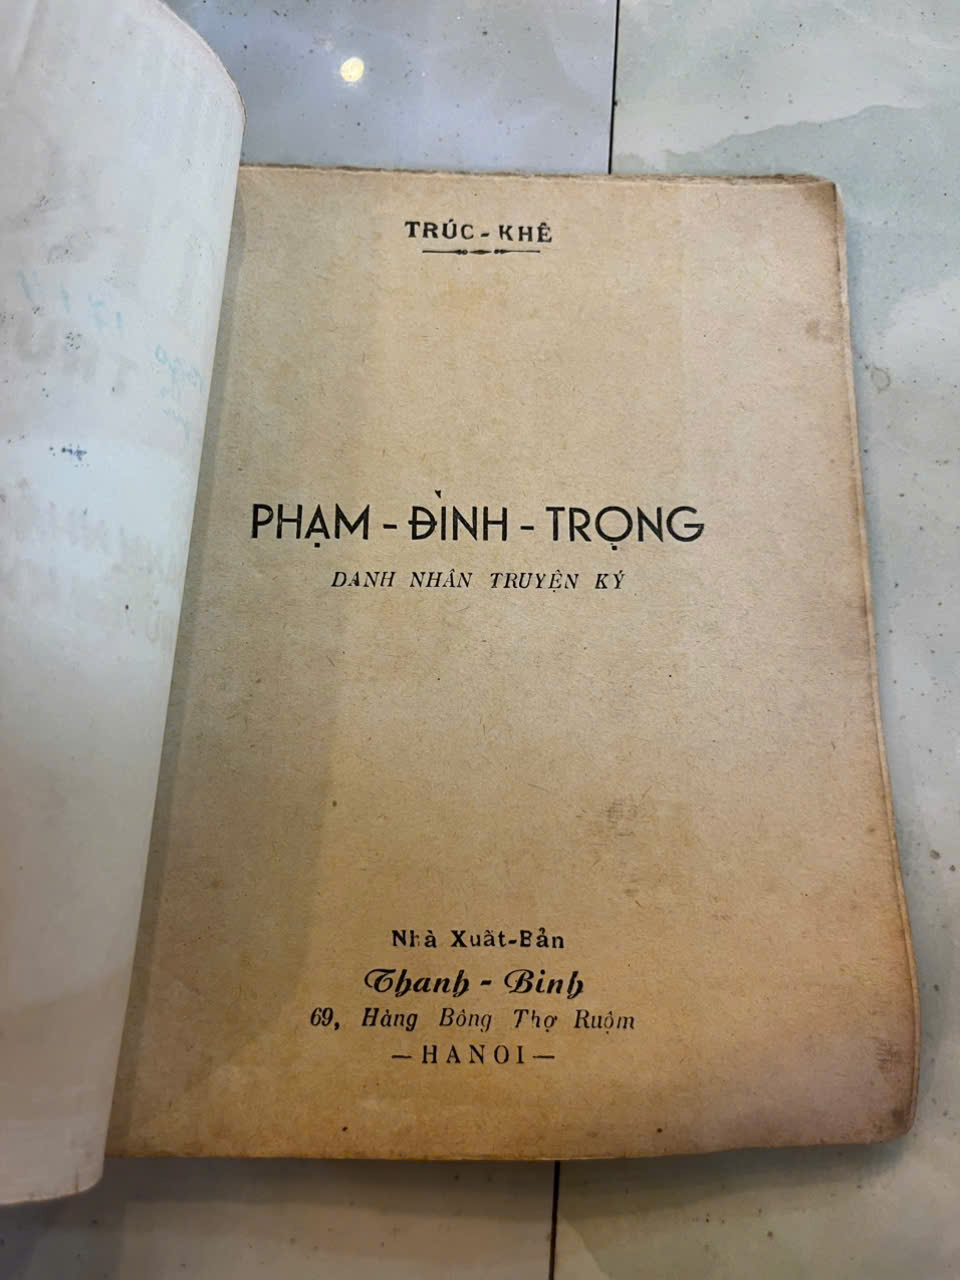 TRÚC - KHÊ
PHẠM - ĐÌNH - TRỌNG
DANH NHÂN TRUYỆN KÝ
Nhà Xuất-Bản
Thanh - Bình
69, Hàng Bông Thợ Ruộm
— HANOI —